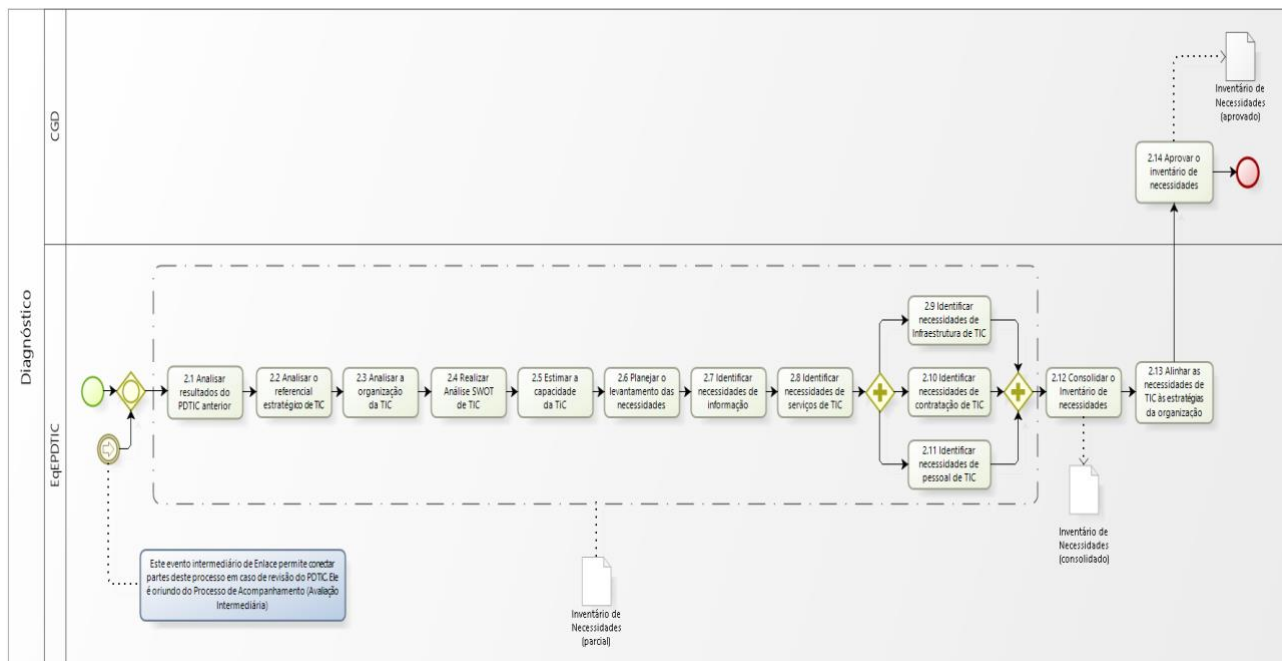 Diagnóstico
CGD
Inventário de
Necessidades
(aprovado)
2.14 Aprovar o
inventário de
necessidades
EqEPDTIC
2.1 Analisar
resultados do
PDTIC anterior
2.2 Analisar o
referencial
estratégico de TIC
2.3 Analisar a
organização
da TIC
2.4 Realizar
Análise SWOT
de TIC
2.5 Estimar a
capacidade
da TIC
2.6 Planejar o
levantamento das
necessidades
2.7 Identificar
necessidades
de informação
2.8 Identificar
necessidades de
serviços de TIC
2.9 Identificar
necessidades de
Infraestrutura de TIC
2.10 Identificar
necessidades de
contratação de TIC
2.11 Identificar
necessidades de
pessoal de TIC
2.12 Consolidar o
Inventário de
necessidades
2.13 Alinhar as
necessidades de
TIC às estratégias
da organização
Inventário de
Necessidades
(consolidado)
Este evento intermediário de Enlace permite conectar
partes deste processo em caso de revisão do PDTIC. Ele
é oriundo do Processo de Acompanhamento (Avaliação
Intermediária)
Inventário de
Necessidades
(parcial)